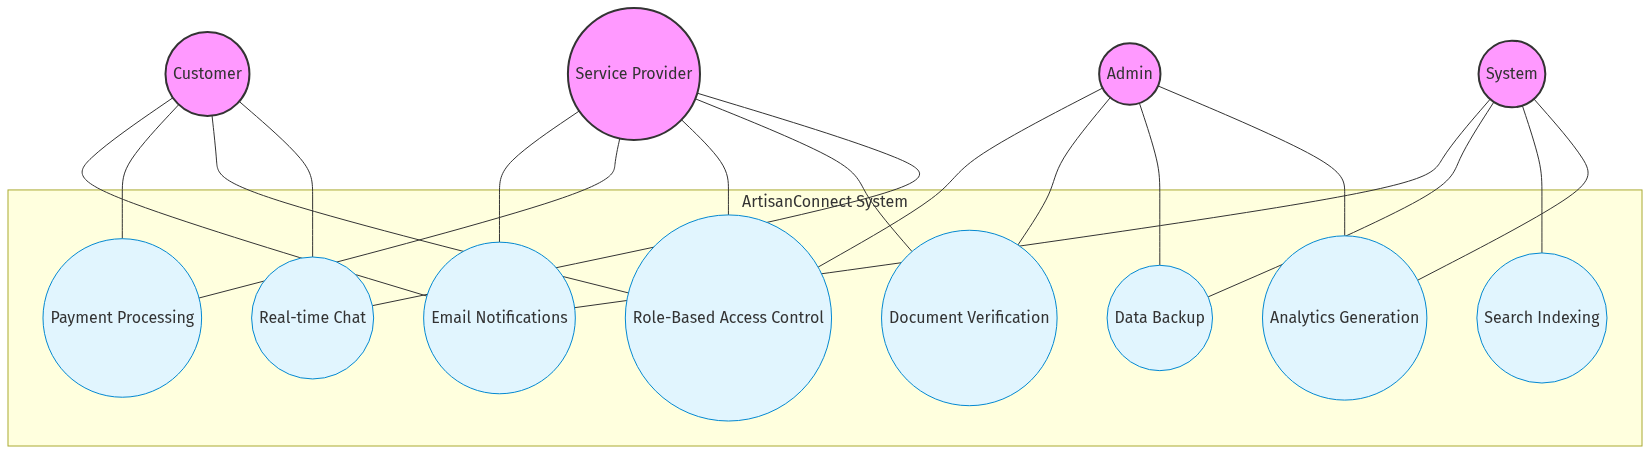 Customer
Service Provider
Admin
System
ArtisanConnect System
Payment Processing
Real-time Chat
Email Notifications
Role-Based Access Control
Document Verification
Data Backup
Analytics Generation
Search Indexing